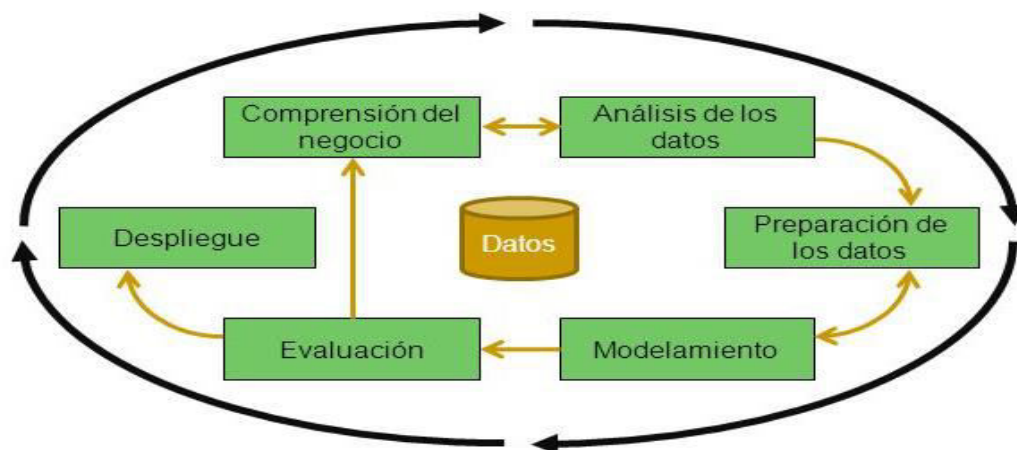 Comprensión del
negocio
Análisis de los
datos
Despliegue
Datos
Preparación de
los datos
Evaluación
Modelamiento